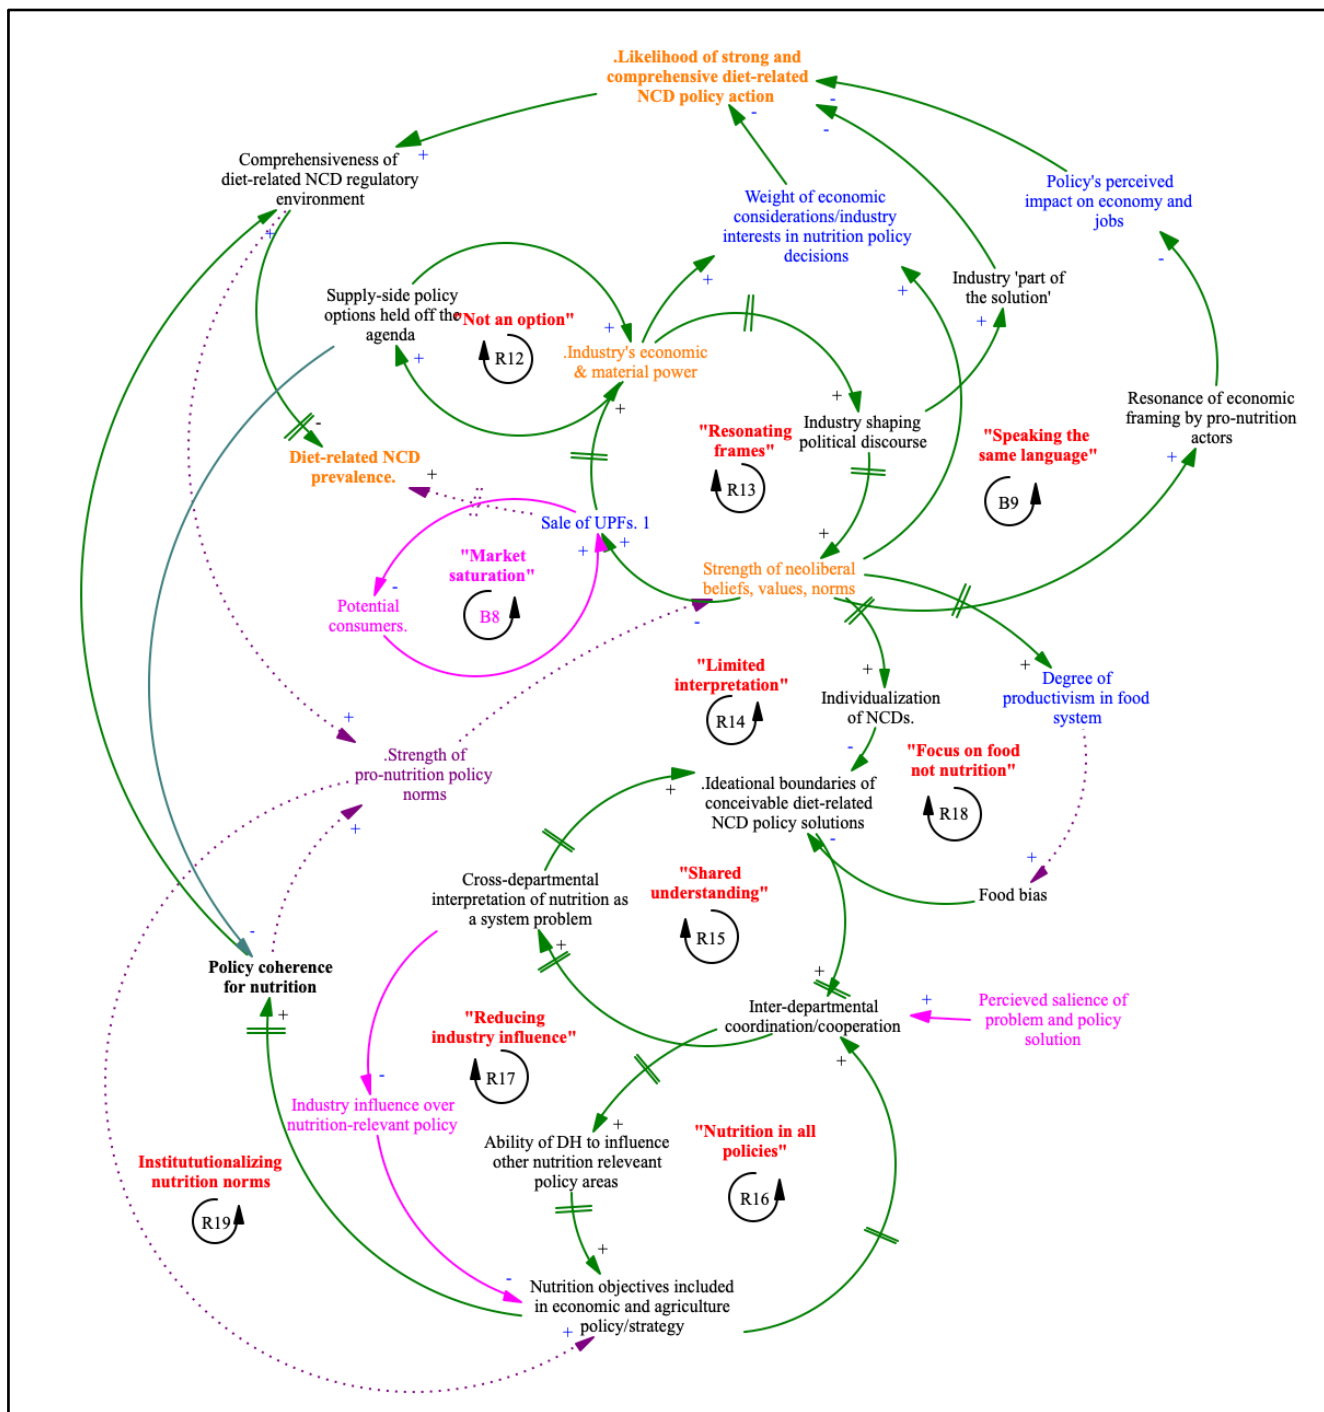 .Likelihood of strong and
comprehensive diet-related
NCD policy action
-
-
-
+
Comprehensiveness of
diet-related NCD regulatory
environment
+
Weight of economic
considerations/industry
interests in nutrition policy
decisions
+
+
Policy's perceived
impact on economy and
jobs
-
Industry 'part of
the solution'
+
Supply-side policy
options held off the
agenda
+
"Not an option"
R12
+
.Industry's economic
& material power
+
-
Diet-related NCD
prevalence.
+
"Resonating
frames"
R13
+
Industry shaping
political discourse
"Speaking the
same language"
B9
Resonance of economic
framing by pro-nutrition
actors
+
Sale of UPFs. 1
+
+
"Market
saturation"
B8
-
Potential
consumers.
+
Strength of neoliberal
beliefs, values, norms
-
"Limited
interpretation"
R14
+
Individualization
of NCDs.
-
+
Degree of
productivism in food
system
+
.Strength of
pro-nutrition policy
norms
+
"Focus on food
not nutrition"
R18
+
.Ideational boundaries of
conceivable diet-related
NCD policy solutions
-
+
Food bias
Cross-departmental
interpretation of nutrition as
a system problem
+
"Shared
understanding"
R15
-
Policy coherence
for nutrition
+
+
Inter-departmental
coordination/cooperation
+
+
Percieved salience of
problem and policy
solution
"Reducing
industry influence"
R17
-
Industry influence over
nutrition-relevant policy
+
Ability of DH to influence
other nutrition releveant
policy areas
"Nutrition in all
policies"
R16
Institututionalizing
nutrition norms
R19
+
-
Nutrition objectives included
in economic and agriculture
policy/strategy
+